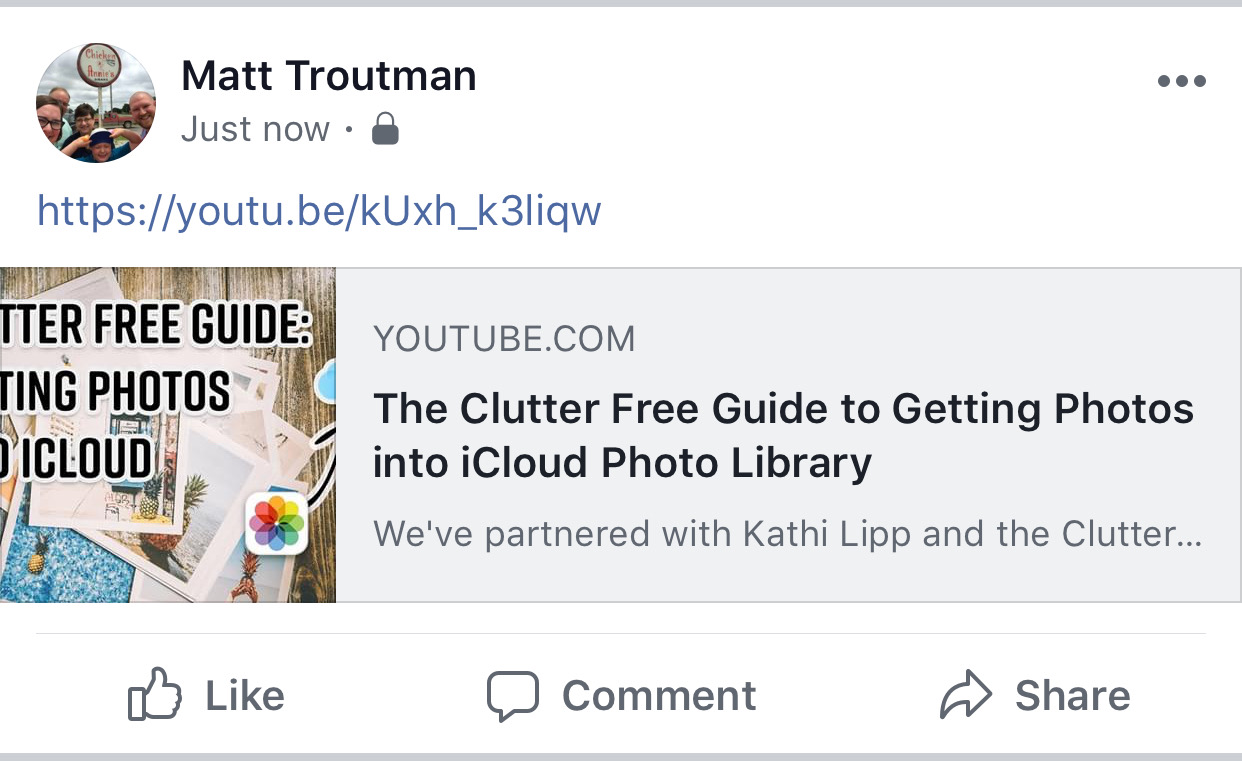 Chicken
Annie's
Matt Troutman
Just now ·
https://youtu.be/kUxh_k3liqw
TTER FREE GUIDE:
TING PHOTOS
O ICLOUD
YOUTUBE.COM
The Clutter Free Guide to Getting Photos
into iCloud Photo Library
We've partnered with Kathi Lipp and the Clutter...
Like
Comment
Share